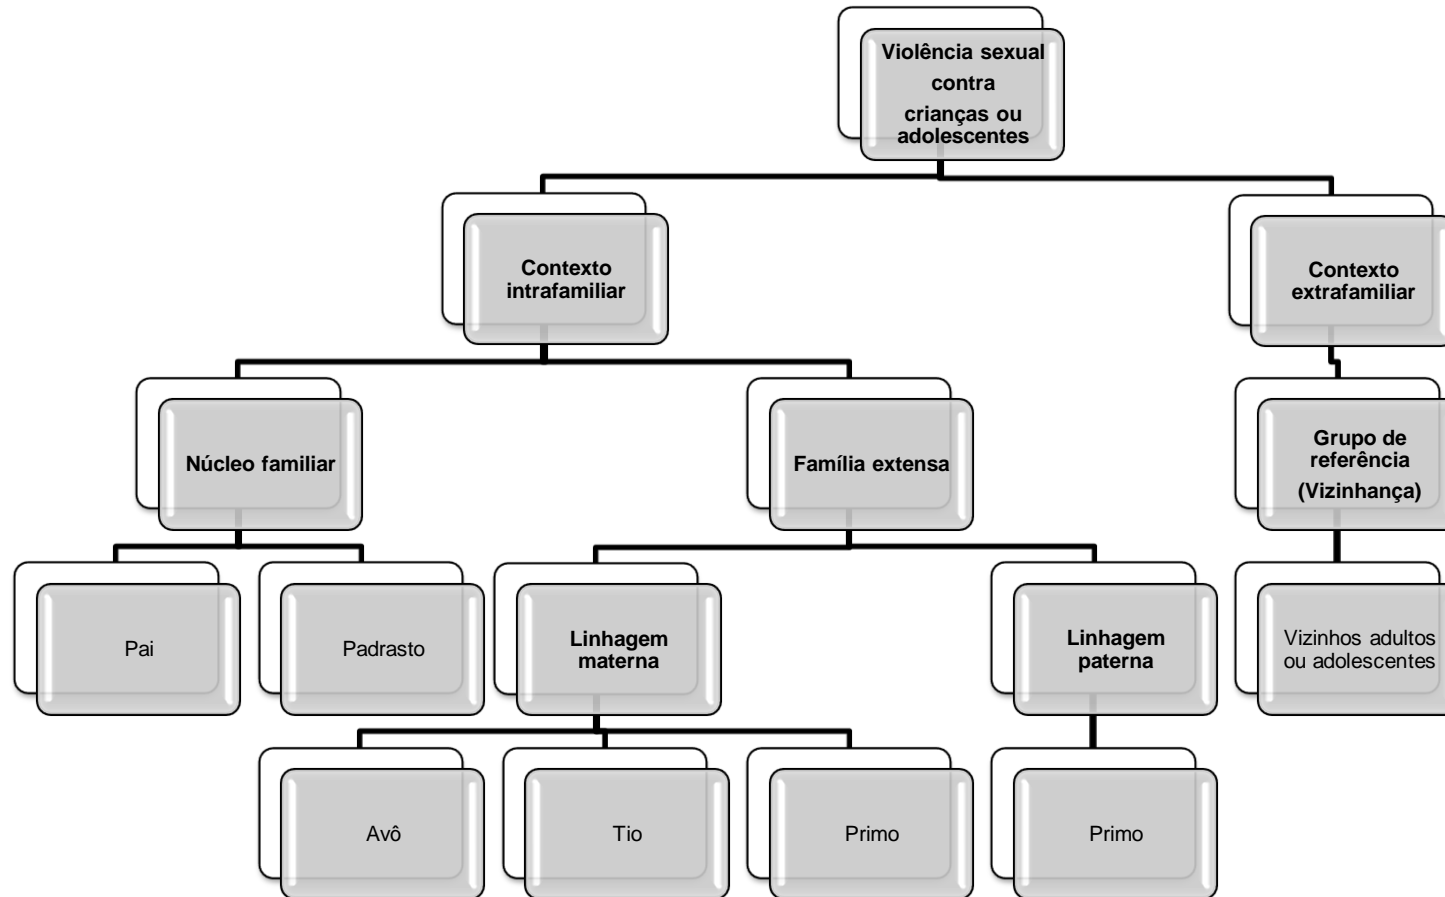 Violência sexual
contra
crianças ou
adolescentes
Contexto
intrafamiliar
Contexto
extrafamiliar
Núcleo familiar
Família extensa
Grupo de
referência
(Vizinhança)
Pai
Padrasto
Linhagem
materna
Linhagem
paterna
Vizinhos adultos
ou adolescentes
Avô
Tio
Primo
Primo